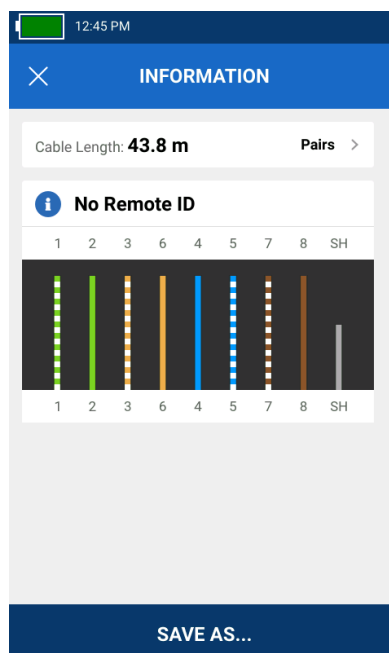 12:45 PM
INFORMATION
Cable Length: 43.8 m Pairs >
i No Remote ID
1 2 3 6 4 5 7 8 SH
1 2 3 6 4 5 7 8 SH
SAVE AS...